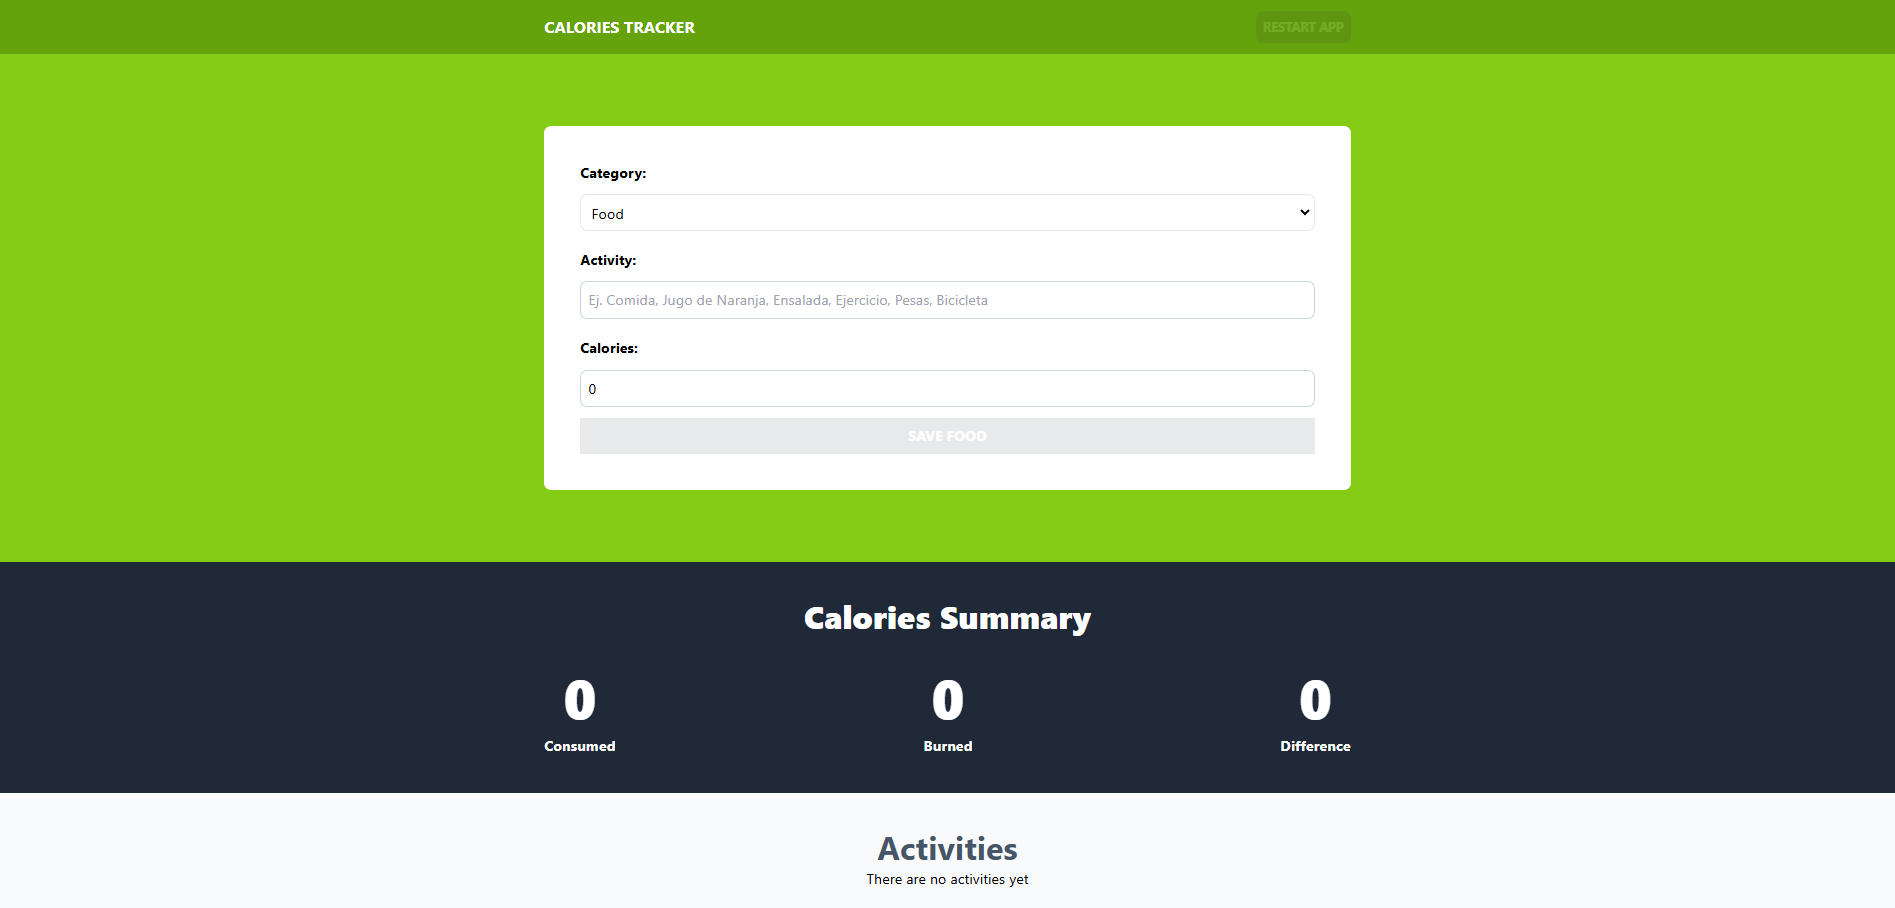 CALORIES TRACKER
RESTART APP
Category:
Food
Activity:
Ej. Comida, Jugo de Naranja, Ensalada, Ejercicio, Pesas, Bicicleta
Calories:
0
SAVE FOOD
Calories Summary
0 0 0
Consumed Burned Difference
Activities
There are no activities yet